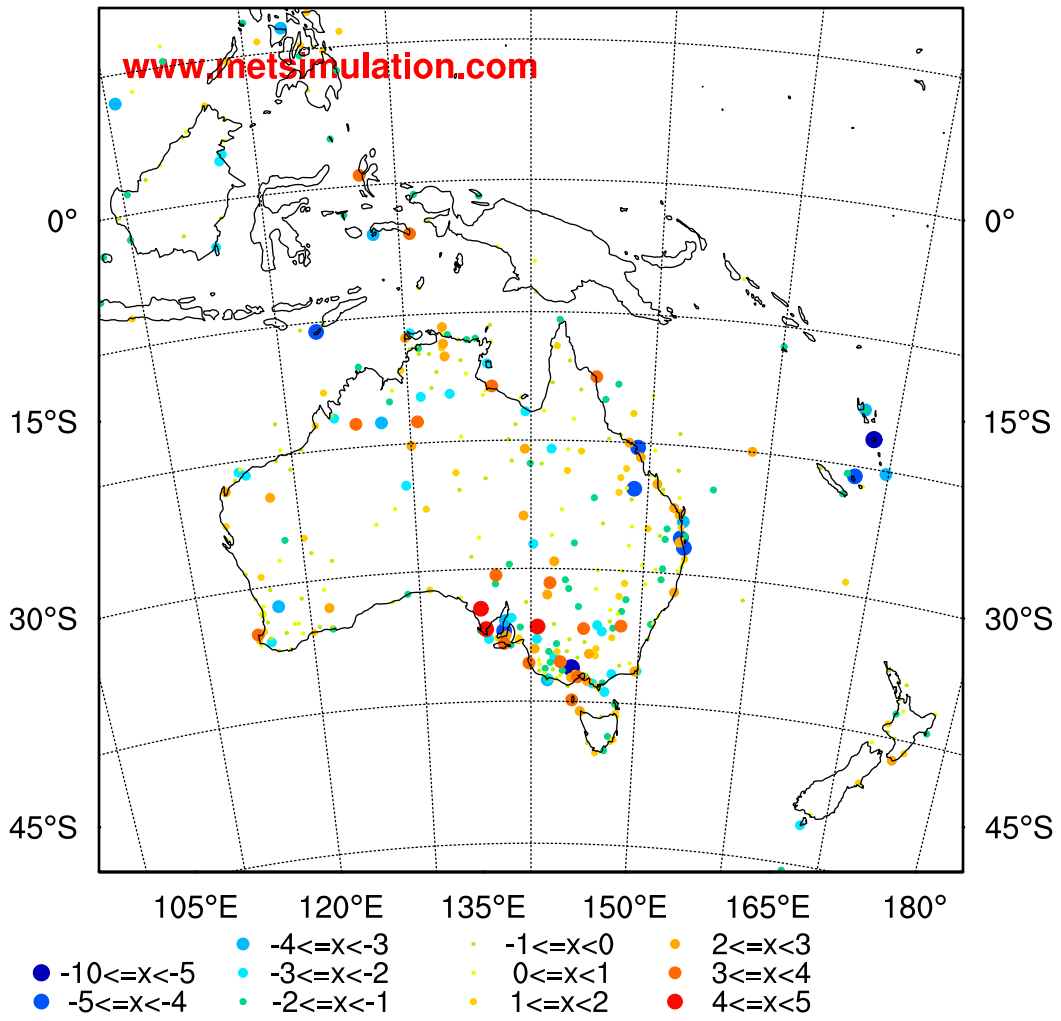 www.metsimulation.com
0° 0°
15°S 15°S
30°S 30°S
45°S 45°S
105°E 120°E 135°E 150°E 165°E 180°
-4<=x<-3 -1<=x<0 2<=x<3
-10<=x<-5 -3<=x<-2 0<=x<1 3<=x<4
-5<=x<-4 -2<=x<-1 1<=x<2 4<=x<5